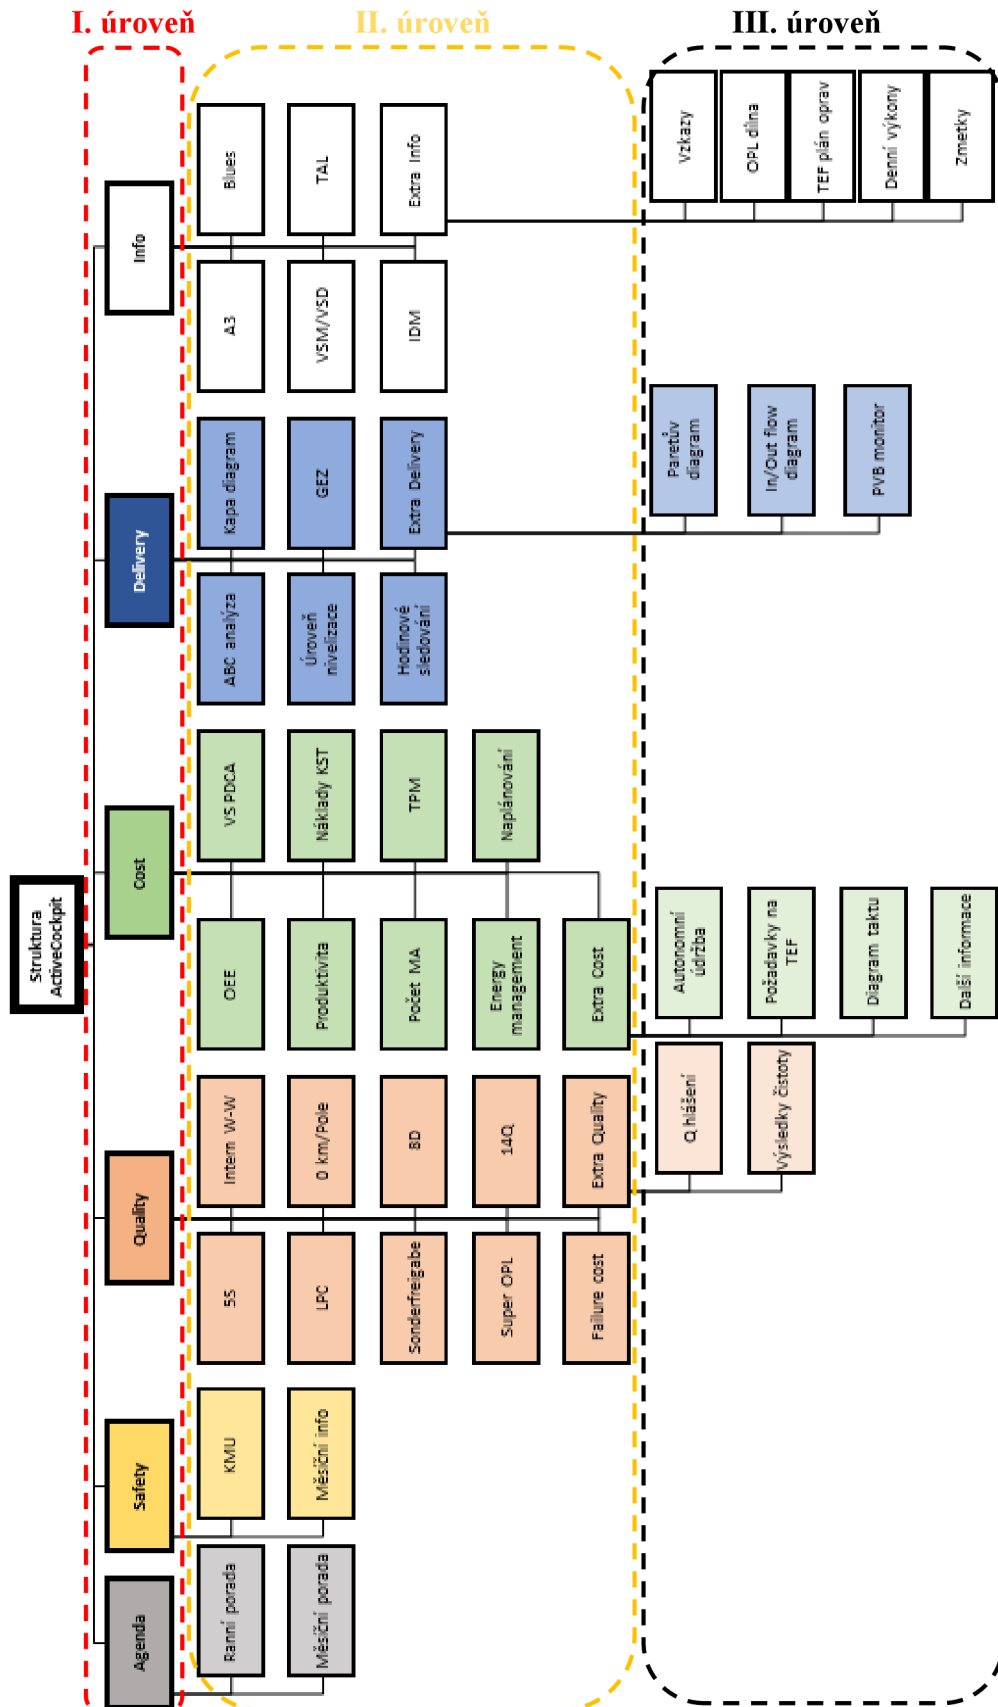 I. úroveň
II. úroveň
III. úroveň
Struktura
ActiveCockpit
Agenda
Safety
Quality
Cost
Delivery
Info
Ranní porada
Měsíční porada
KMU
Měsíční info
5S
Intern W-W
LPC
0 km/Pole
Sonderfreigabe
8D
Super OPL
14Q
Failure cost
Extra Quality
OEE
VS PDCA
Produktivita
Náklady KST
Počet MA
TPM
Energy
management
Naplánování
Extra Cost
ABC analýza
Kapa diagram
Úroveň
nivelizace
GEZ
Hodinové
sledování
Extra Delivery
A3
Blues
VSM/VSD
TAL
IDM
Extra Info
Q hlášení
Výsledky čistoty
Autonomní
údržba
Požadavky na
TEF
Diagram taktu
Další informace
Paretův
diagram
In/Out flow
diagram
PVB monitor
Vzkazy
OPL dílna
TEF plán oprav
Denní výkony
Zmetky